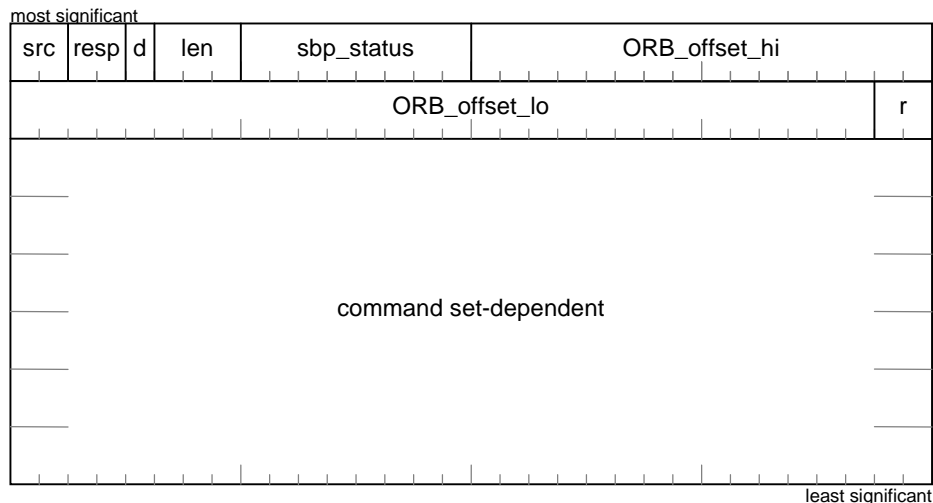 most significant
src resp d len sbp_status ORB_offset_hi
ORB_offset_lo r
command set-dependent
least significant